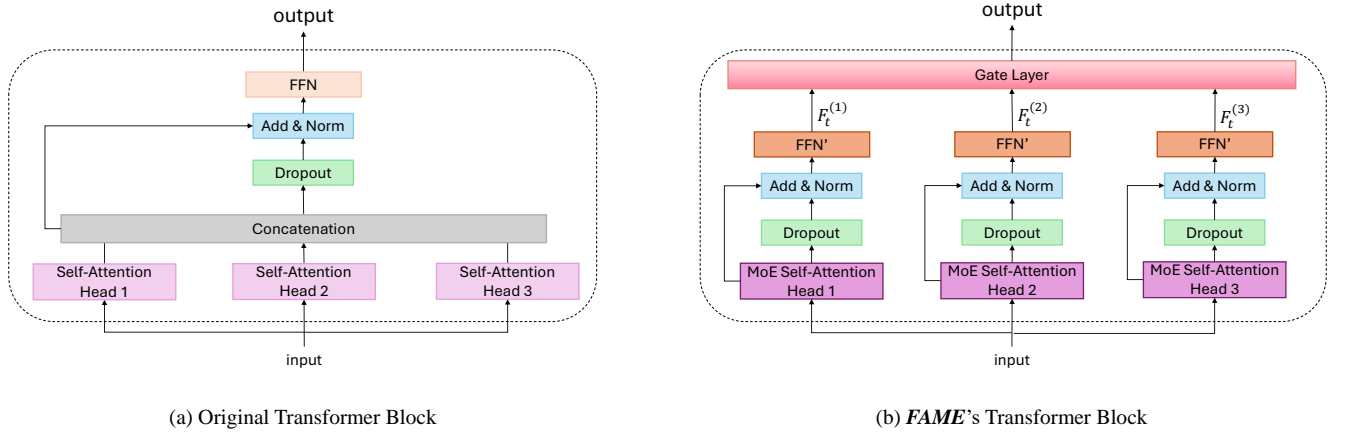 output
FFN
Add & Norm
Dropout
Concatenation
Self-Attention
Head 1
Self-Attention
Head 2
Self-Attention
Head 3
input
(a) Original Transformer Block
output
Gate Layer
F_t^{(1)}
F_t^{(2)}
F_t^{(3)}
FFN’
FFN’
FFN’
Add & Norm
Add & Norm
Add & Norm
Dropout
Dropout
Dropout
MoE Self-Attention
Head 1
MoE Self-Attention
Head 2
MoE Self-Attention
Head 3
input
(b) FAME’s Transformer Block